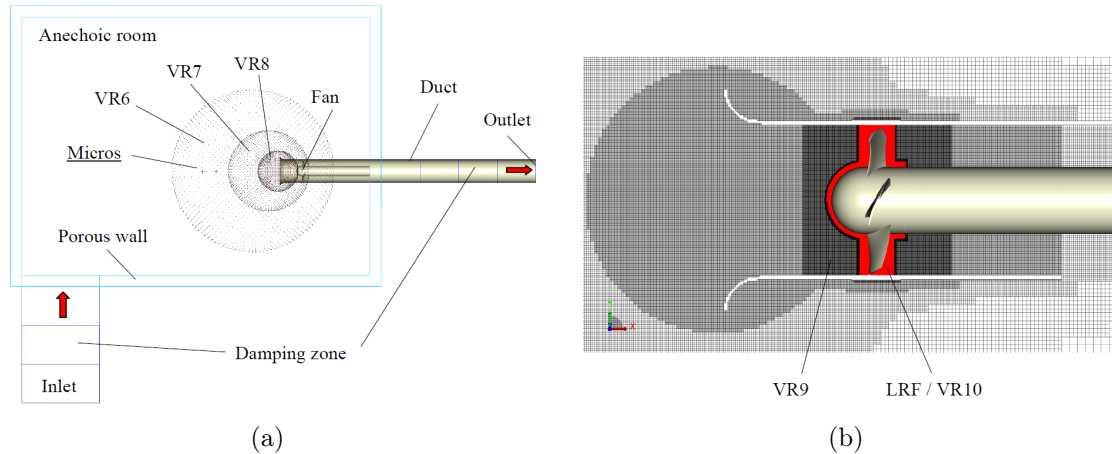 Anechoic room
VR8
VR7
VR6
Fan
Duct
Outlet
Micros
Porous wall
Damping zone
Inlet
(a)
Y
X
VR9
LRF / VR10
(b)